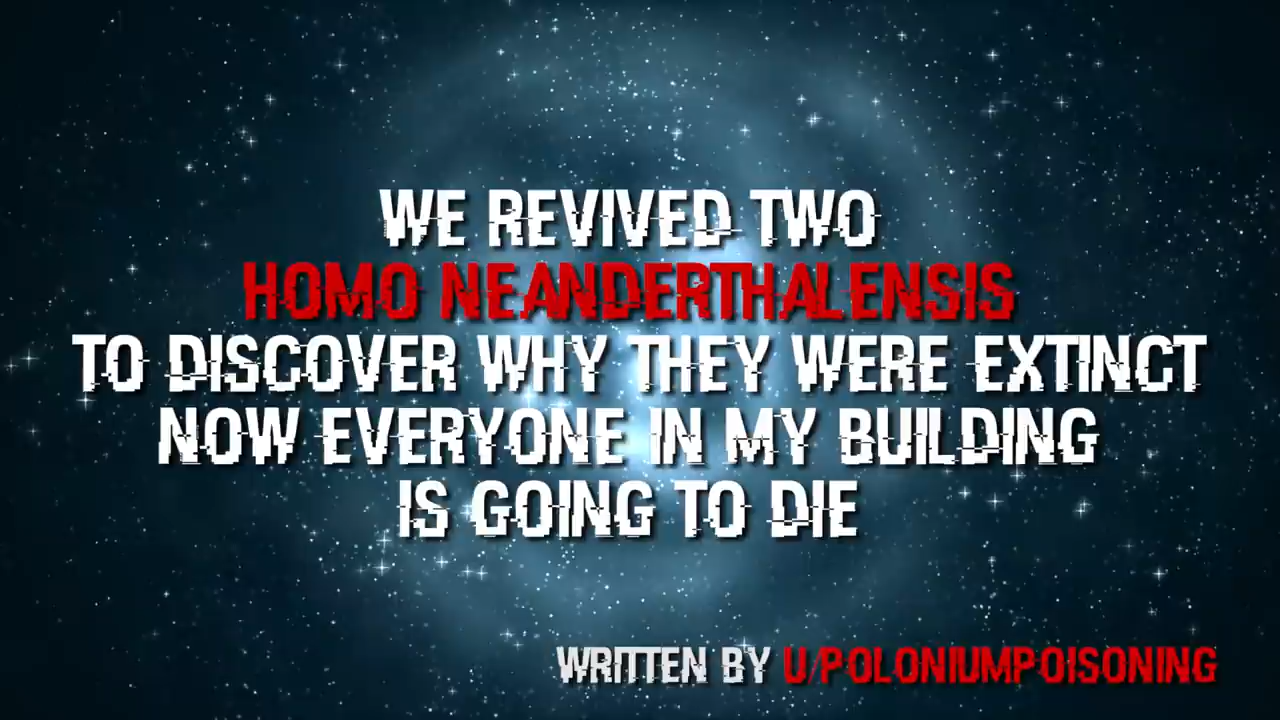 WE REVIVED TWO
HOMO NEANDERTHALENSIS
TO DISCOVER WHY THEY WERE EXTINCT
NOW EVERYONE IN MY BUILDING
IS GOING TO DIE
WRITTEN BY U/POLONIUMPOISONING